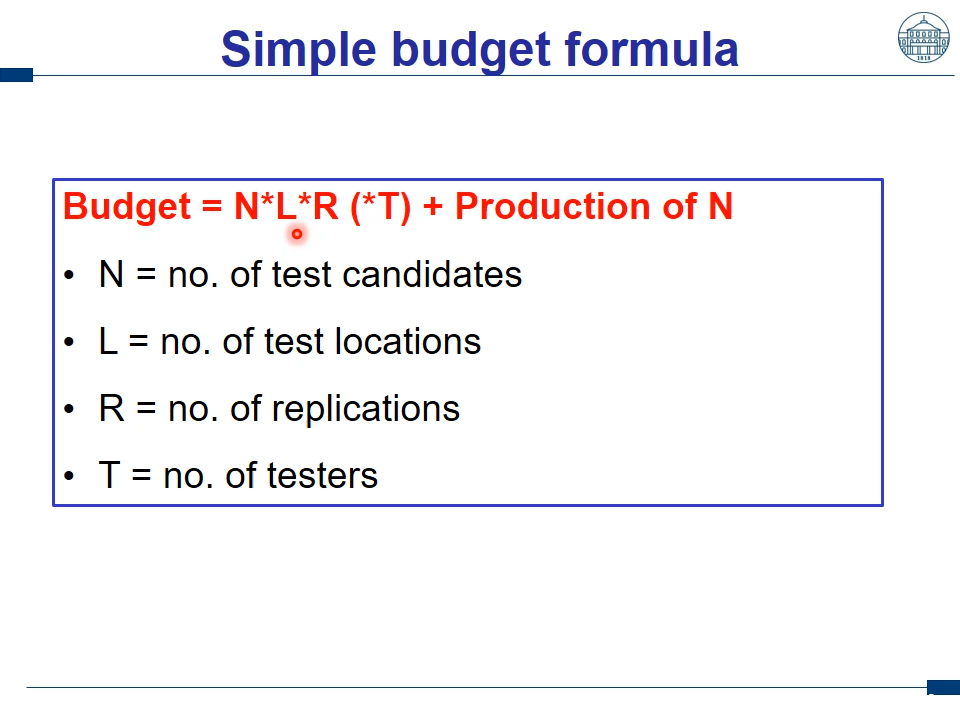 Simple budget formula
1818
Budget = N*L*R (*T) + Production of N
• N = no. of test candidates
• L = no. of test locations
• R = no. of replications
• T = no. of testers